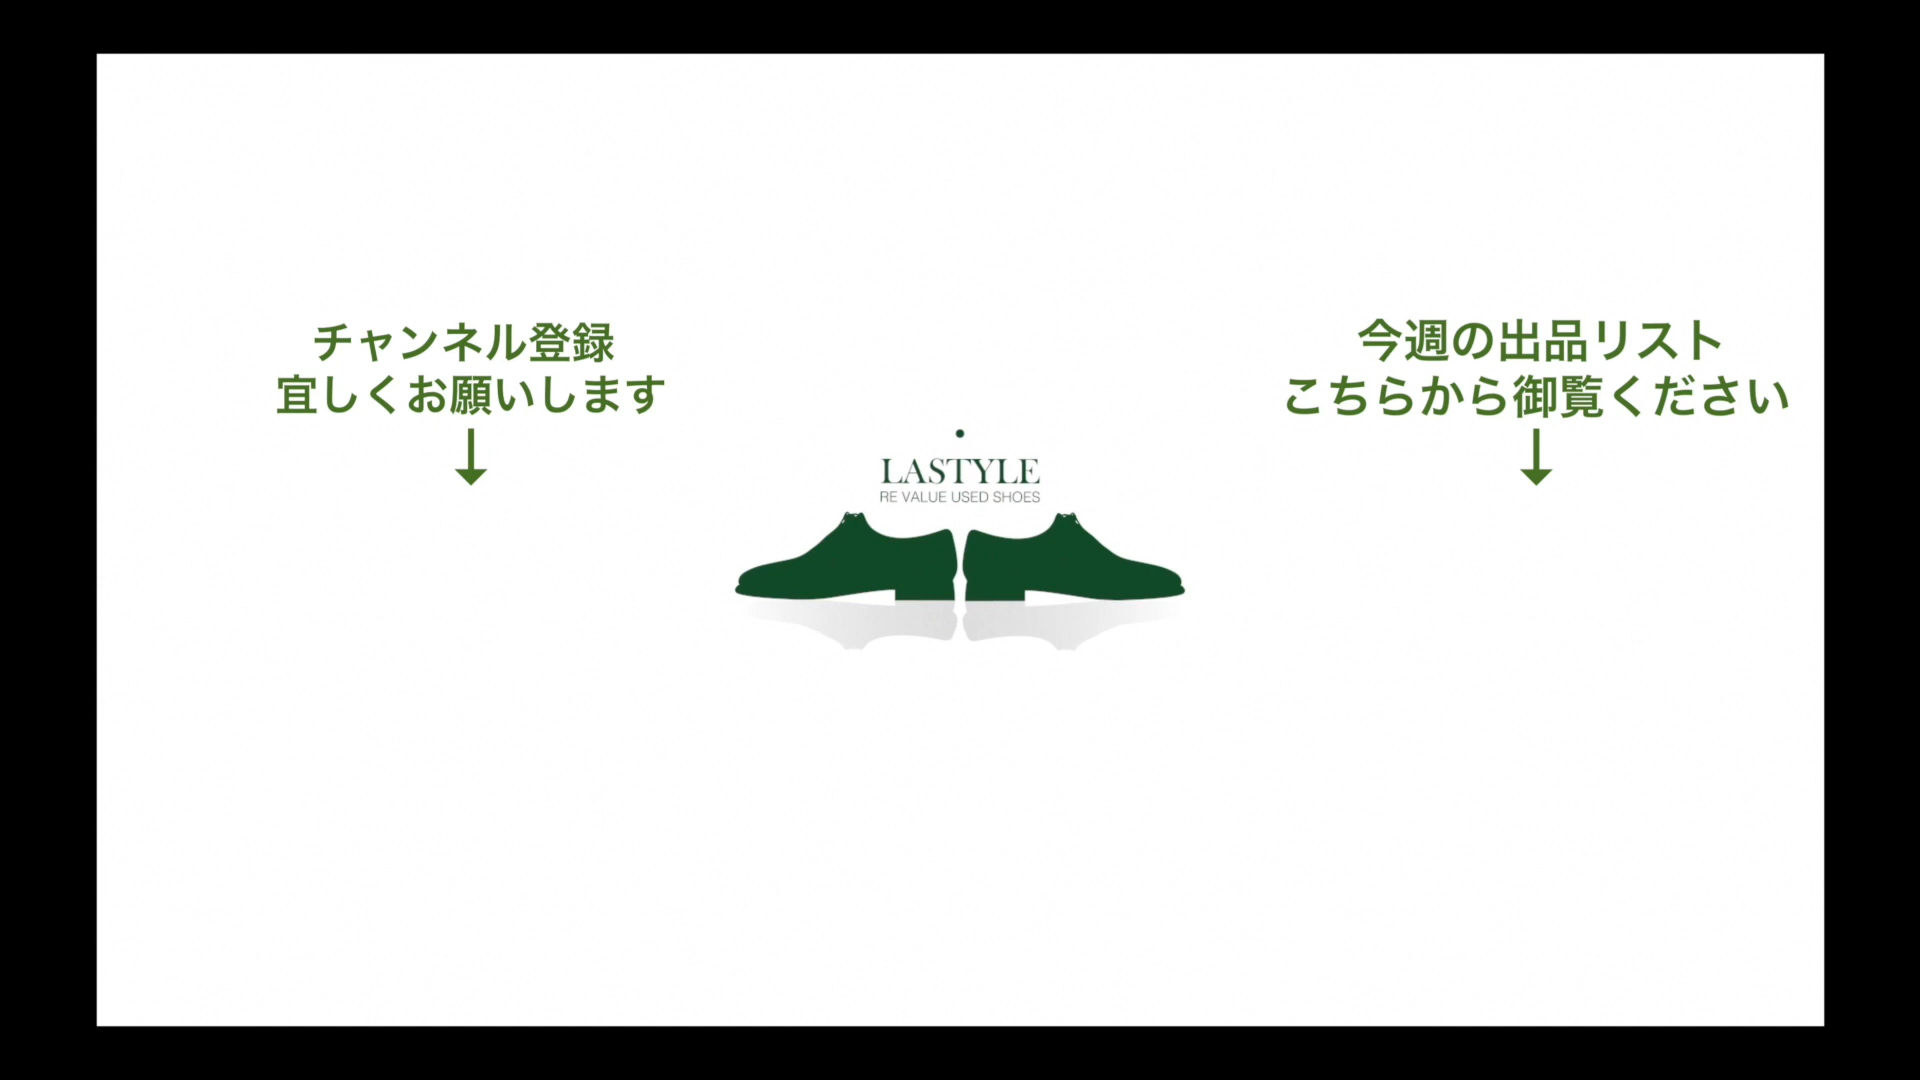 チャンネル登録
宜しくお願いします
↓
今週の出品リスト
こちらから御覧ください
↓
LASTYLE
RE VALUE USED SHOES